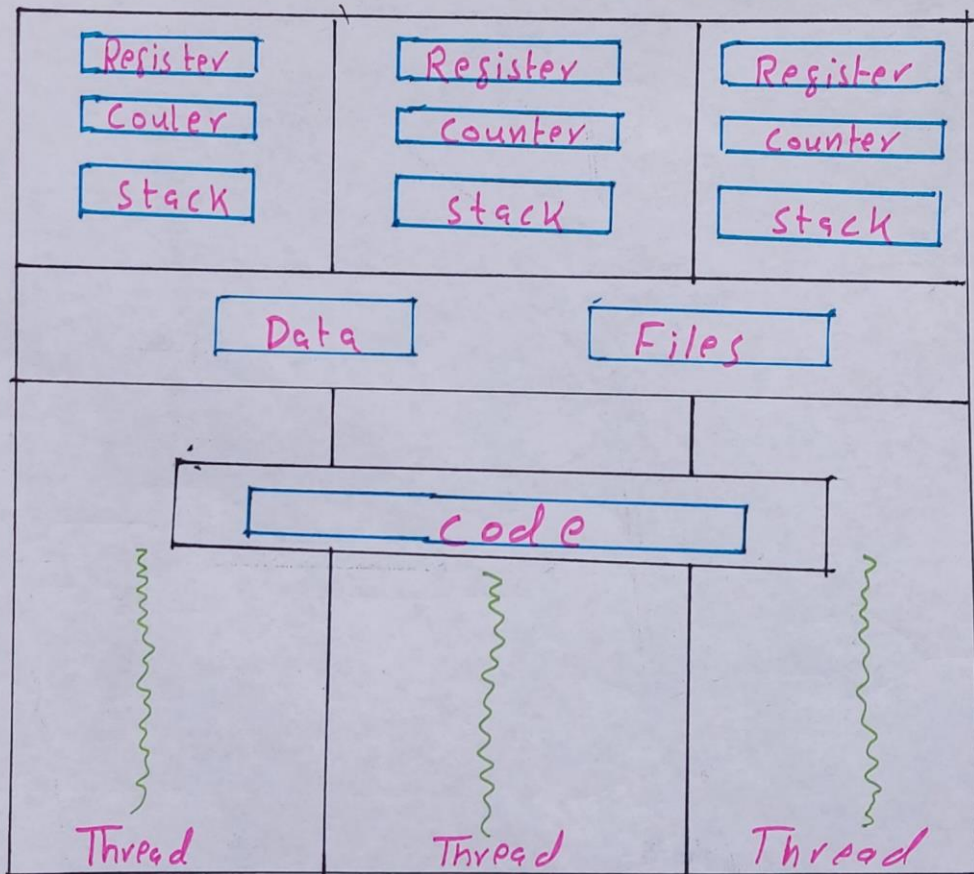 Register Register Register
Couler Counter Counter
Stack Stack Stack
Data Files
Code
Thread Thread Thread